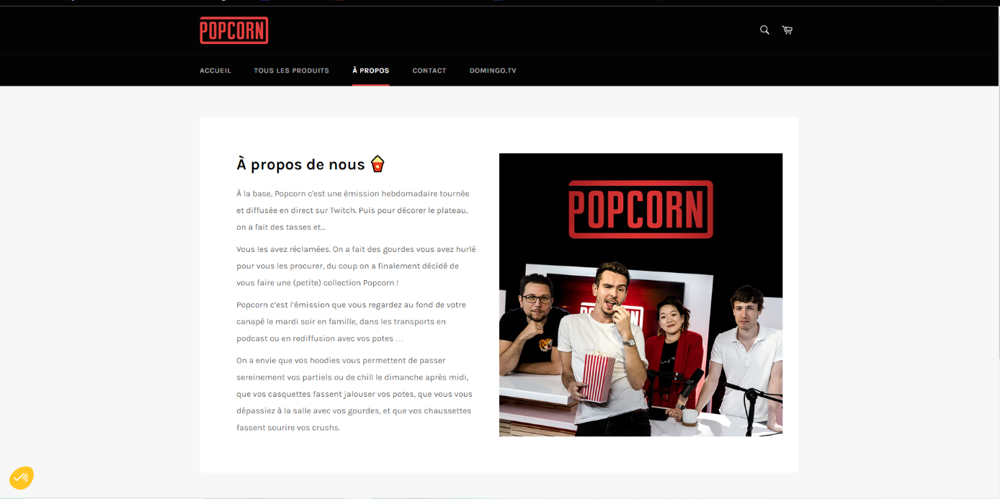 POPCORN
ACCUEIL
TOUS LES PRODUITS
À PROPOS
CONTACT
DOMINGO.TV
À propos de nous 🍿
À la base, Popcorn c'est une émission hebdomadaire tournée
et diffusée en direct sur Twitch. Puis pour décorer le plateau,
on a fait des tasses et...
Vous les avez réclamées. On a fait des gourdes vous avez hurlé
pour vous les procurer, du coup on a finalement décidé de
vous faire une (petite) collection Popcorn !
Popcorn c’est l’émission que vous regardez au fond de votre
canapé le mardi soir en famille, dans les transports en
podcast ou en rediffusion avec vos potes …
On a envie que vos hoodies vous permettent de passer
sereinement vos partiels ou de chill le dimanche après midi,
que vos casquettes fassent jalouser vos potes, que vous vous
dépassiez à la salle avec vos gourdes, et que vos chaussettes
fassent sourire vos crushs.
POPCORN